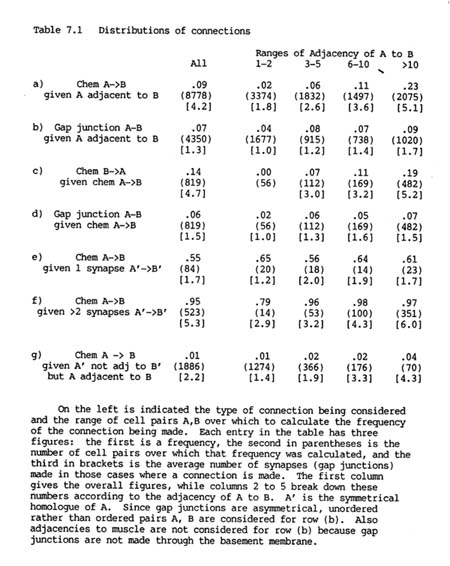 Table 7.1 Distributions of connections
Ranges of Adjacency of A to B
All 1-2 3-5 6-10 >10
a) Chem A->B .09 .02 .06 .11 .23
given A adjacent to B (8778) (3374) (1832) (1497) (2075)
[4.2] [1.8] [2.6] [3.6] [5.1]
b) Gap junction A-B .07 .04 .08 .07 .09
given A adjacent to B (4350) (1677) (915) (738) (1020)
[1.3] [1.0] [1.2] [1.4] [1.7]
c) Chem B->A .14 .00 .07 .11 .19
given chem A->B (819) (56) (112) (169) (482)
[4.7] [3.0] [3.2] [5.2]
d) Gap junction A-B .06 .02 .06 .05 .07
given chem A->B (819) (56) (112) (169) (482)
[1.5] [1.0] [1.3] [1.6] [1.5]
e) Chem A->B .55 .65 .56 .64 .61
given 1 synapse A'->B' (84) (20) (18) (14) (23)
[1.7] [1.2] [2.0] [1.9] [1.7]
f) Chem A->B .95 .79 .96 .98 .97
given >2 synapses A'->B' (523) (14) (53) (100) (351)
[5.3] [2.9] [3.2] [4.3] [6.0]
g) Chem A -> B .01 .01 .02 .02 .04
given A' not adj to B' (1886) (1274) (366) (176) (70)
but A adjacent to B [2.2] [1.4] [1.9] [3.3] [4.3]
On the left is indicated the type of connection being considered
and the range of cell pairs A,B over which to calculate the frequency
of the connection being made. Each entry in the table has three
figures: the first is a frequency, the second in parentheses is the
number of cell pairs over which that frequency was calculated, and the
third in brackets is the average number of synapses (gap junctions)
made in those cases where a connection is made. The first column
gives the overall figures, while columns 2 to 5 break down these
numbers according to the adjacency of A to B. A' is the symmetrical
homologue of A. Since gap junctions are asymmetrical, unordered
rather than ordered pairs A, B are considered for row (b). Also
adjacencies to muscle are not considered for row (b) because gap
junctions are not made through the basement membrane.